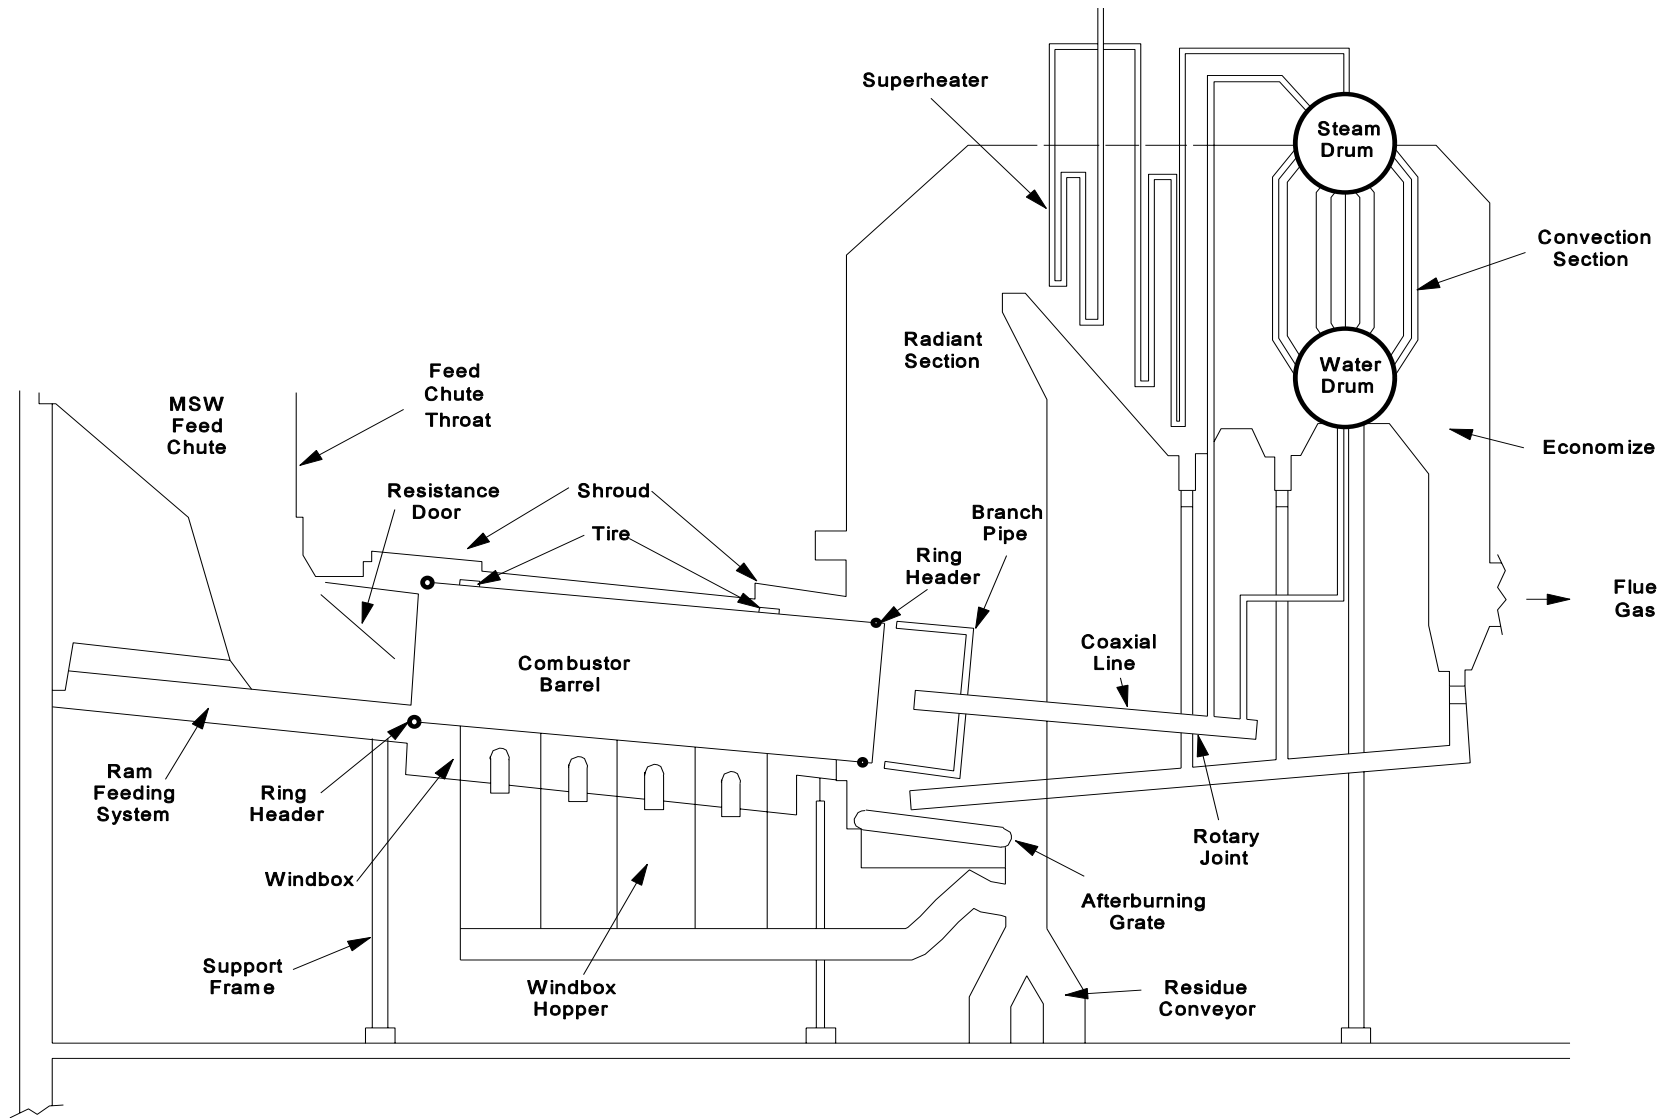 Superheater
Steam
Drum
Convection
Section
Radiant
Section
Water
Drum
Feed
Chute
Throat
MSW
Feed
Chute
Economize
Resistance
Door
Shroud
Tire
Branch
Pipe
Ring
Header
Flue
Gas
Coaxial
Line
Combustor
Barrel
Ram
Feeding
System
Ring
Header
Rotary
Joint
Windbox
Afterburning
Grate
Support
Frame
Windbox
Hopper
Residue
Conveyor